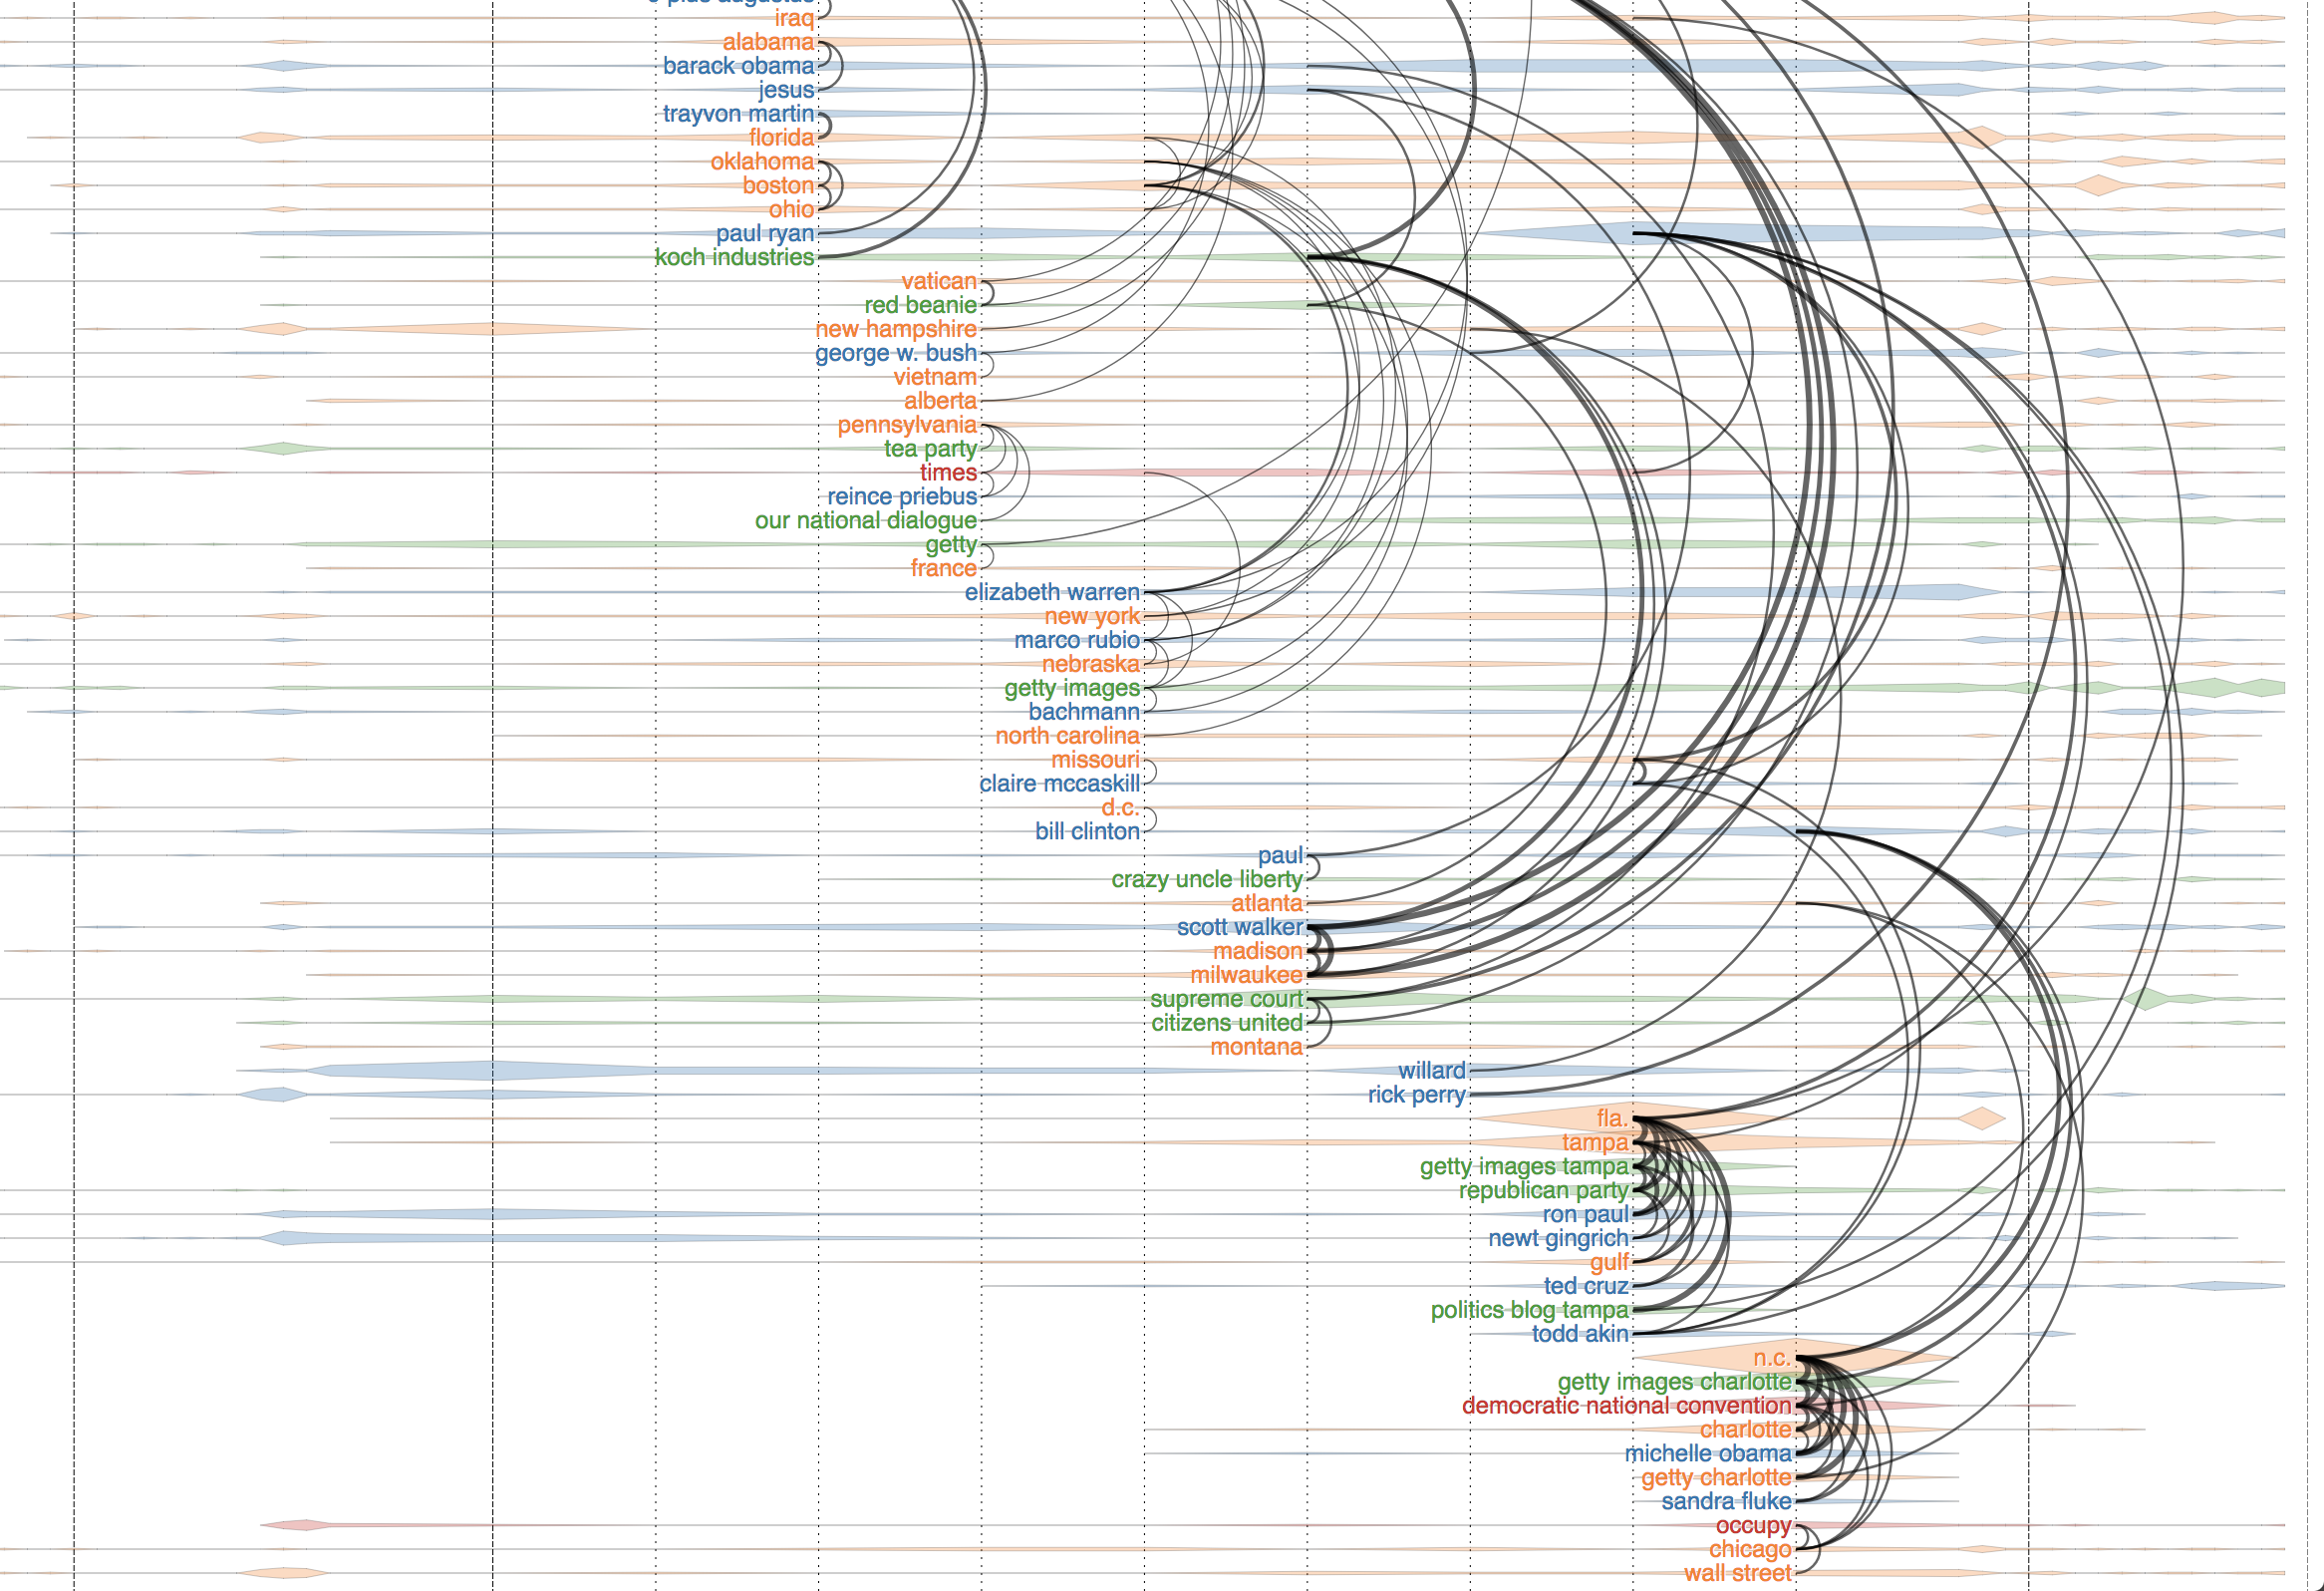 iraq
alabama
barack obama
jesus
trayvon martin
florida
oklahoma
boston
ohio
paul ryan
koch industries
vatican
red beanie
new hampshire
george w. bush
vietnam
alberta
pennsylvania
tea party
times
reince priebus
our national dialogue
getty
france
elizabeth warren
new york
marco rubio
nebraska
getty images
bachmann
north carolina
missouri
claire mccaskill
d.c.
bill clinton
paul
crazy uncle liberty
atlanta
scott walker
madison
milwaukee
supreme court
citizens united
montana
willard
rick perry
fla.
tampa
getty images tampa
republican party
ron paul
newt gingrich
gulf
ted cruz
politics blog tampa
todd akin
n.c.
getty images charlotte
democratic national convention
charlotte
michelle obama
getty charlotte
sandra fluke
occupy
chicago
wall street